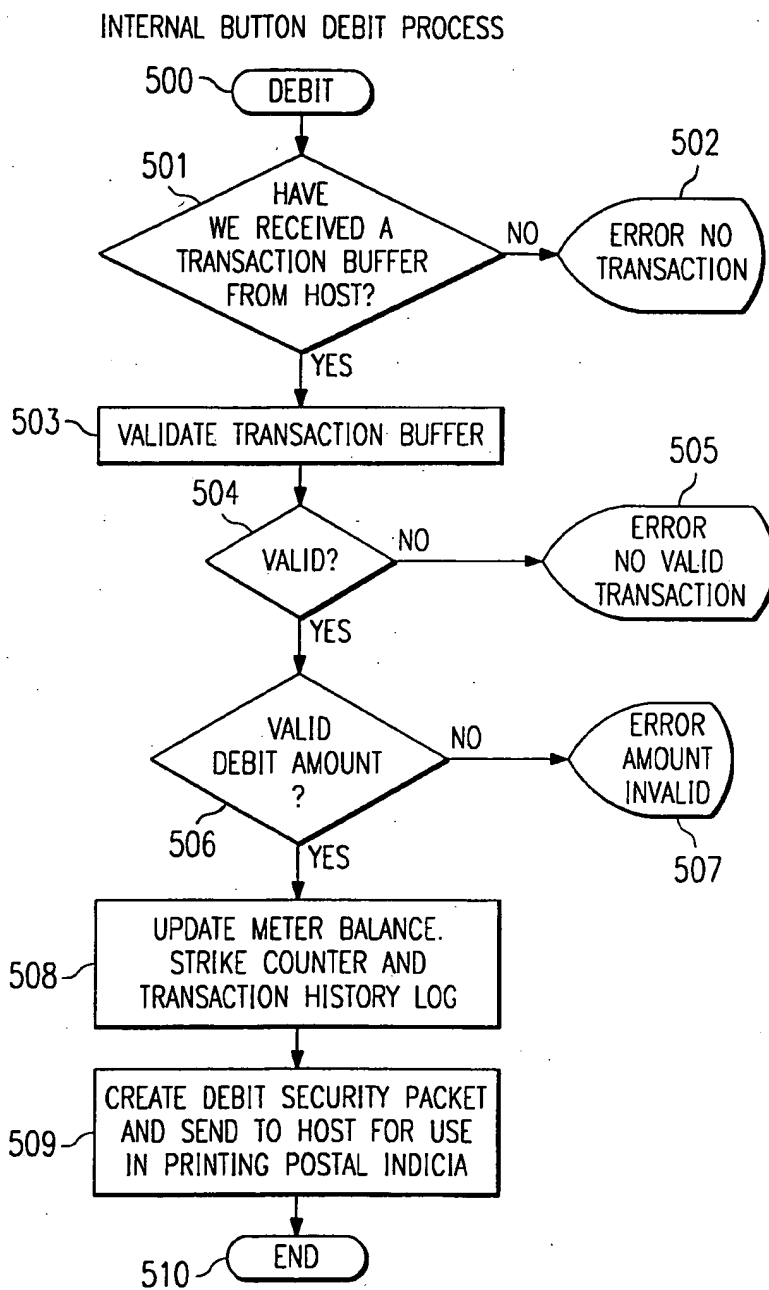 INTERNAL BUTTON DEBIT PROCESS
500
DEBIT
501
502
HAVE
WE RECEIVED A
TRANSACTION BUFFER
FROM HOST?
NO
ERROR NO
TRANSACTION
YES
503
VALIDATE TRANSACTION BUFFER
504
505
VALID?
NO
ERROR
NO VALID
TRANSACTION
YES
VALID
DEBIT AMOUNT
?
NO
ERROR
AMOUNT
INVALID
506
YES
507
508
UPDATE METER BALANCE.
STRIKE COUNTER AND
TRANSACTION HISTORY LOG
509
CREATE DEBIT SECURITY PACKET
AND SEND TO HOST FOR USE
IN PRINTING POSTAL INDICIA
510
END